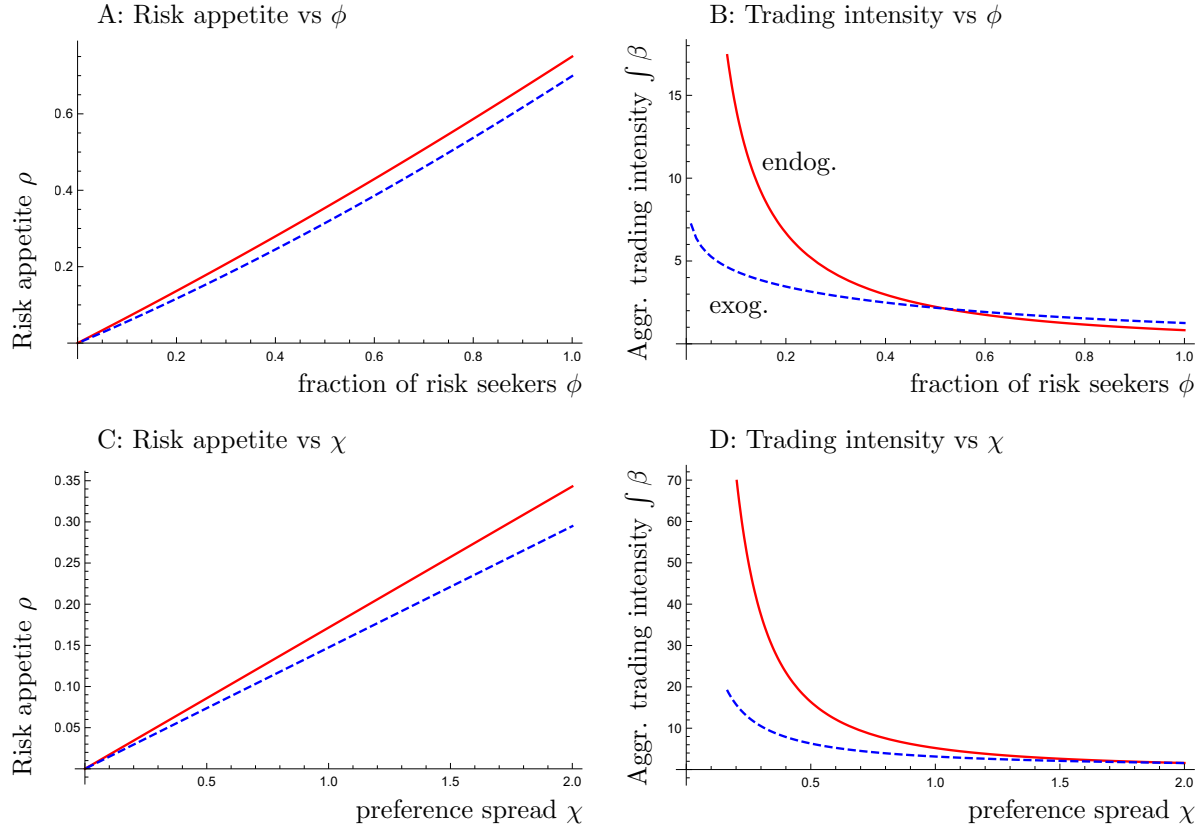 A: Risk appetite vs ϕ
Risk appetite ρ
0.6
0.4
0.2
0.2 0.4 0.6 0.8 1.0
fraction of risk seekers ϕ
B: Trading intensity vs ϕ
Aggr. trading intensity ∫ β
15
10
5
endog.
exog.
0.2 0.4 0.6 0.8 1.0
fraction of risk seekers ϕ
C: Risk appetite vs χ
Risk appetite ρ
0.35
0.30
0.25
0.20
0.15
0.10
0.05
0.5 1.0 1.5 2.0
preference spread χ
D: Trading intensity vs χ
Aggr. trading intensity ∫ β
70
60
50
40
30
20
10
0.5 1.0 1.5 2.0
preference spread χ